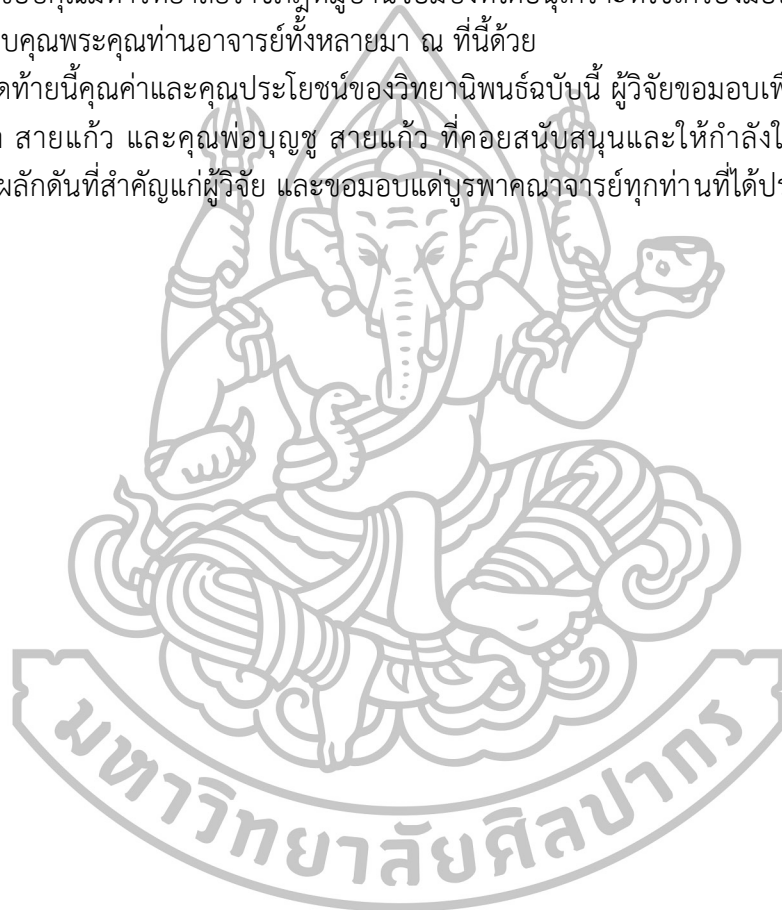 บคุณพระคุณท่านอาจารย์ทั้งหลายมา ณ ที่นี้ด้วย
ดท้ายนี้คุณค่าและคุณประโยชน์ของวิทยานิพนธ์ฉบับนี้ ผู้วิจัยขอมอบเพื
สายแก้ว และคุณพ่อบุญชู สายแก้ว ที่คอยสนับสนุนและให้กำลังใ
ผลักดันที่สำคัญแก่ผู้วิจัย และขอมอบแด่บูรพาคณาจารย์ทุกท่านที่ได้ปร
มหาวิทยาลัยศิลปากร